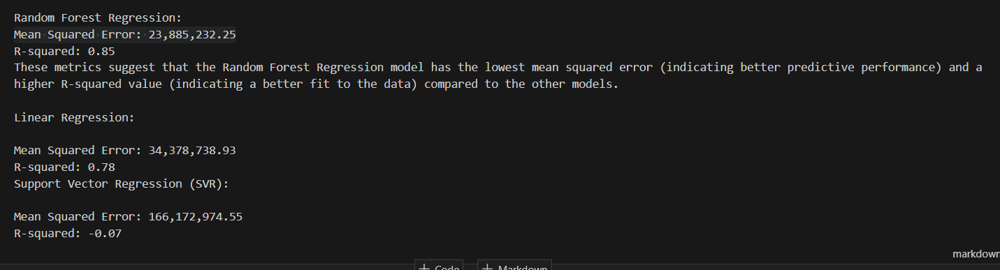 Random Forest Regression:
Mean Squared Error: 23,885,232.25
R-squared: 0.85
These metrics suggest that the Random Forest Regression model has the lowest mean squared error (indicating better predictive performance) and a
higher R-squared value (indicating a better fit to the data) compared to the other models.
Linear Regression:
Mean Squared Error: 34,378,738.93
R-squared: 0.78
Support Vector Regression (SVR):
Mean Squared Error: 166,172,974.55
R-squared: -0.07
markdown
+ Code + Markdown